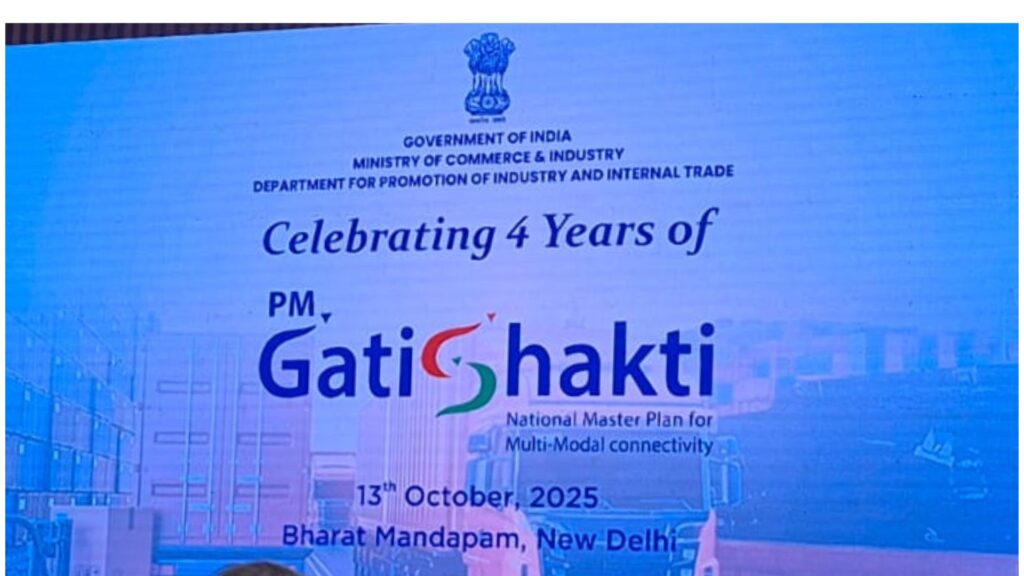 GOVERNMENT OF INDIA
MINISTRY OF COMMERCE & INDUSTRY
DEPARTMENT FOR PROMOTION OF INDUSTRY AND INTERNAL TRADE
Celebrating 4 Years of
PM
GatiShakti
National Master Plan for
Multi-Modal connectivity
13th October, 2025
Bharat Mandapam, New Delhi